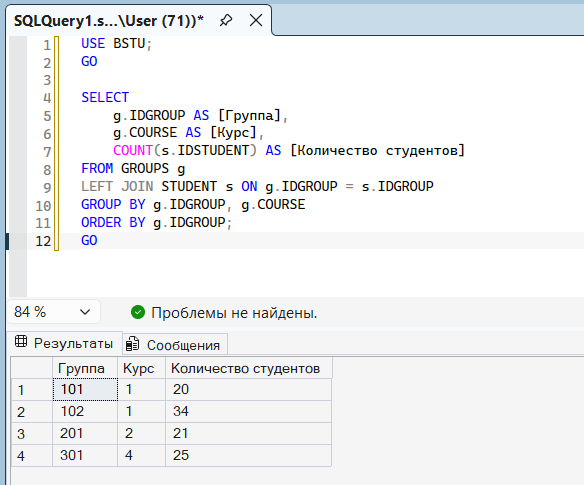 SQLQuery1.s...\User (71))*
1 USE BSTU;
2 GO
3
4 SELECT
5 g.IDGROUP AS [Группа],
6 g.COURSE AS [Курс],
7 COUNT(s.IDSTUDENT) AS [Количество студентов]
8 FROM GROUPS g
9 LEFT JOIN STUDENT s ON g.IDGROUP = s.IDGROUP
10 GROUP BY g.IDGROUP, g.COURSE
11 ORDER BY g.IDGROUP;
12 GO
84 % Проблемы не найдены.
Результаты Сообщения
Группа Курс Количество студентов
1 101 1 20
2 102 1 34
3 201 2 21
4 301 4 25